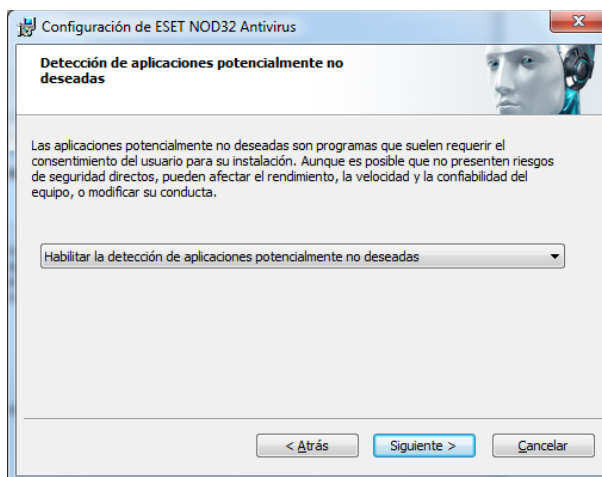 Configuración de ESET NOD32 Antivirus
Detección de aplicaciones potencialmente no
deseadas
Las aplicaciones potencialmente no deseadas son programas que suelen requerir el
consentimiento del usuario para su instalación. Aunque es posible que no presenten riesgos
de seguridad directos, pueden afectar el rendimiento, la velocidad y la confiabilidad del
equipo, o modificar su conducta.
Habilitar la detección de aplicaciones potencialmente no deseadas
< Atrás
Siguiente >
Cancelar